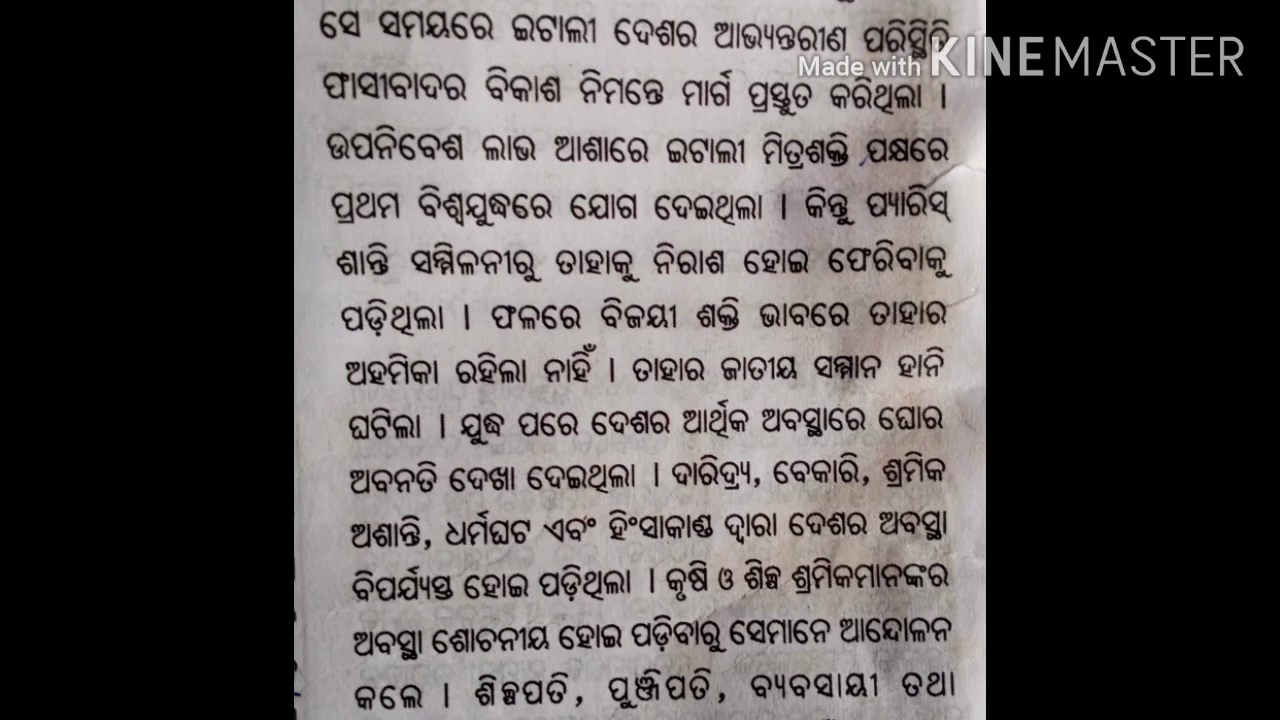 ସେ ସମୟରେ ଇଟାଲୀ ଦେଶର ଆଭ୍ୟନ୍ତରୀଣ ପରିସ୍ଥିତି
Made with KINEMASTER
ଫାସୀବାଦର ବିକାଶ ନିମନ୍ତେ ମାର୍ଗ ପ୍ରସ୍ତୁତ କରିଥିଲା ।
ଉପନିବେଶ ଲାଭ ଆଶାରେ ଇଟାଲୀ ମିତ୍ରଶକ୍ତି ପକ୍ଷରେ
ପ୍ରଥମ ବିଶ୍ୱଯୁଦ୍ଧରେ ଯୋଗ ଦେଇଥିଲା । କିନ୍ତୁ ପ୍ୟାରିସ୍
ଶାନ୍ତି ସମ୍ମିଳନୀରୁ ତାହାକୁ ନିରାଶ ହୋଇ ଫେରିବାକୁ
ପଡ଼ିଥିଲା । ଫଳରେ ବିଜୟୀ ଶକ୍ତି ଭାବରେ ତାହାର
ଅହମିକା ରହିଲା ନାହିଁ । ତାହାର ଜାତୀୟ ସମ୍ମାନ ହାନି
ଘଟିଲା । ଯୁଦ୍ଧ ପରେ ଦେଶର ଆର୍ଥିକ ଅବସ୍ଥାରେ ଘୋର
ଅବନତି ଦେଖା ଦେଇଥିଲା । ଦାରିଦ୍ର୍ୟ, ବେକାରି, ଶ୍ରମିକ
ଅଶାନ୍ତି, ଧର୍ମଘଟ ଏବଂ ହିଂସାକାଣ୍ଡ ଦ୍ୱାରା ଦେଶର ଅବସ୍ଥା
ବିପର୍ଯ୍ୟସ୍ତ ହୋଇ ପଡ଼ିଥିଲା । କୃଷି ଓ ଶିଳ୍ପ ଶ୍ରମିକମାନଙ୍କର
ଅବସ୍ଥା ଶୋଚନୀୟ ହୋଇ ପଡ଼ିବାରୁ ସେମାନେ ଆନ୍ଦୋଳନ
କଲେ । ଶିଳ୍ପପତି, ପୁଞ୍ଜିପତି, ବ୍ୟବସାୟୀ ତଥା